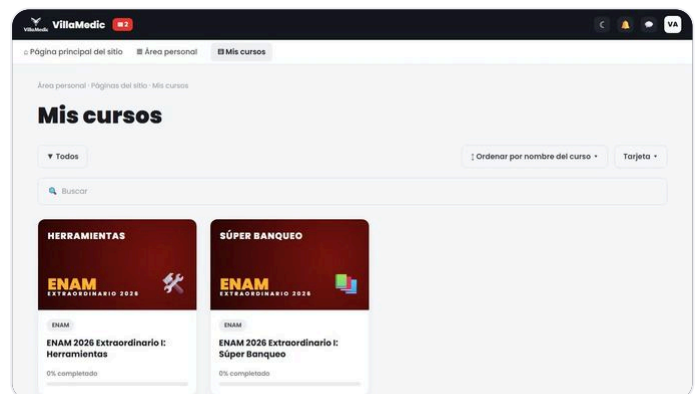 VillaMedic
VillaMedic
2
VA
Página principal del sitio
Área personal
Mis cursos
Área personal · Páginas del sitio · Mis cursos
Mis cursos
Todos
Ordenar por nombre del curso
Tarjeta
Buscar
HERRAMIENTAS
ENAM
EXTRAORDINARIO 2026
SÚPER BANQUEO
ENAM
EXTRAORDINARIO 2026
ENAM
ENAM 2026 Extraordinario I:
Herramientas
0% completado
ENAM
ENAM 2026 Extraordinario I:
Súper Banqueo
0% completado